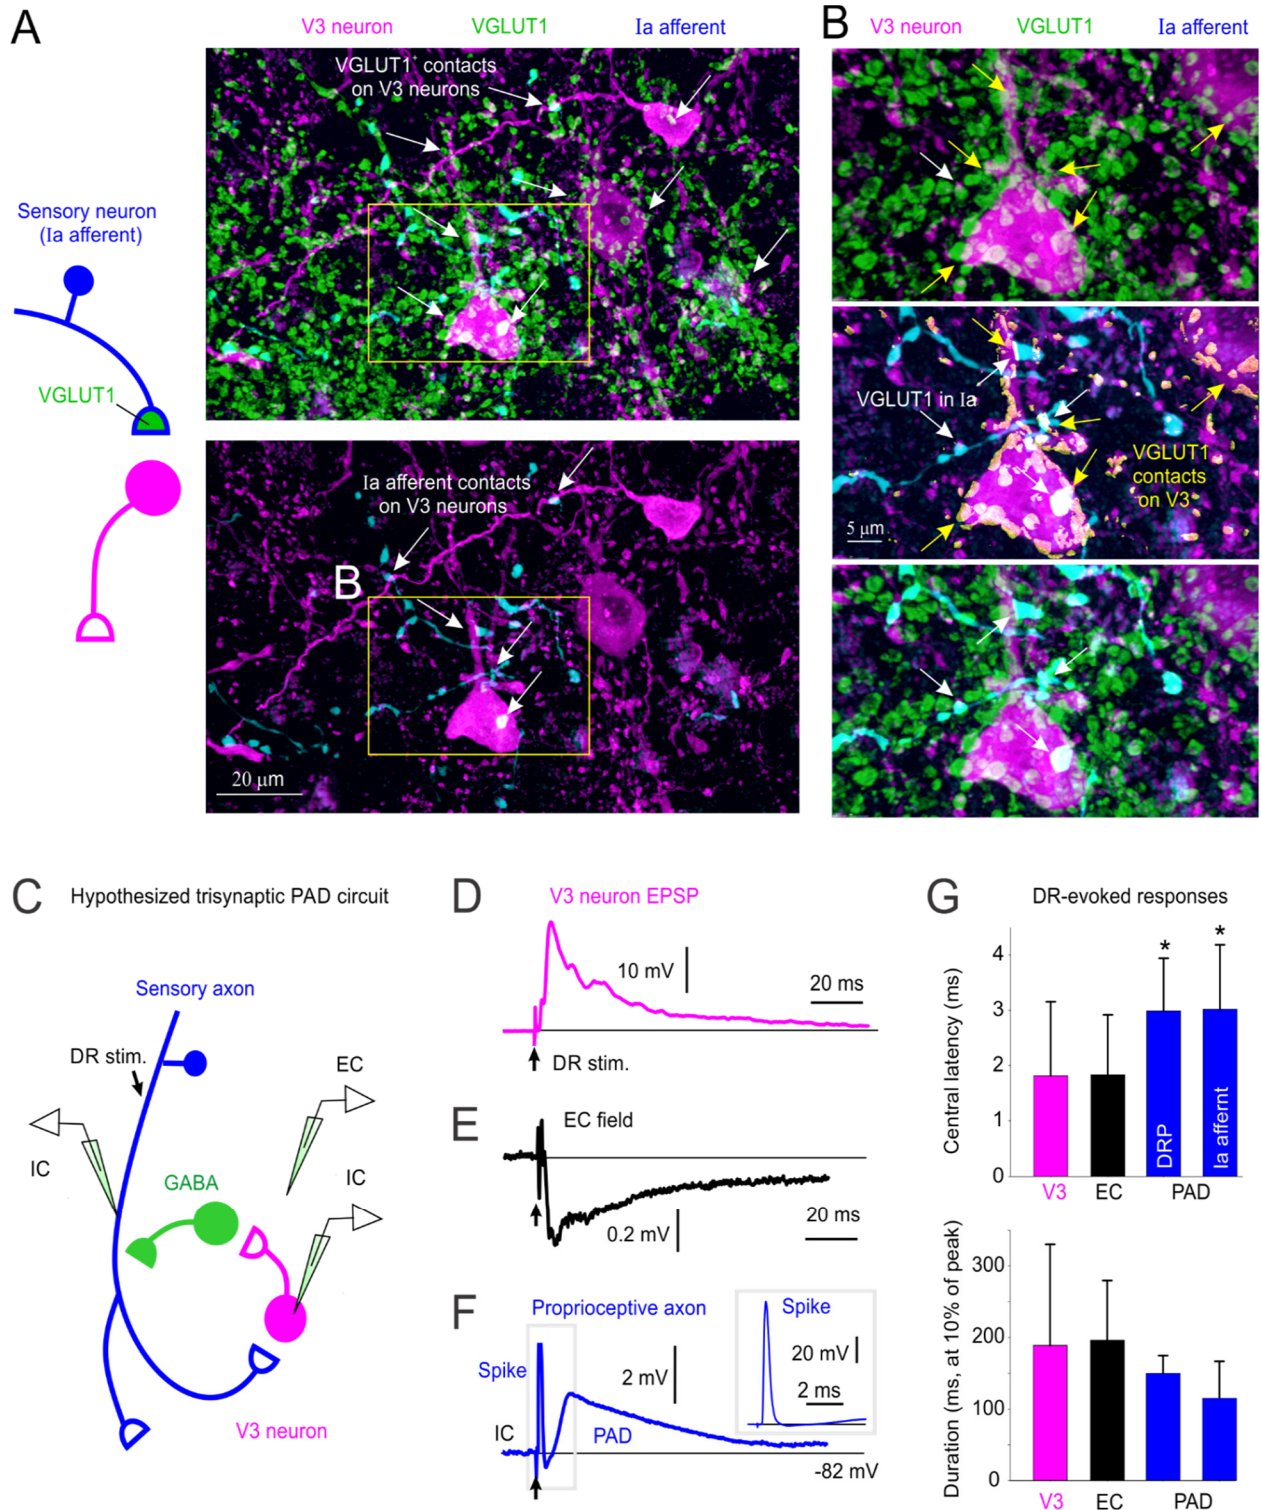 A
V3 neuron VGLUT1 Ia afferent
VGLUT1+ contacts
on V3 neurons
Sensory neuron
(Ia afferent)
VGLUT1
Ia afferent contacts
on V3 neurons
B
20 µm
B
V3 neuron VGLUT1 Ia afferent
VGLUT1 in Ia
VGLUT1
contacts
on V3
5 µm
C
Hypothesized trisynaptic PAD circuit
Sensory axon
DR stim.
EC
IC
IC
GABA
V3 neuron
D
V3 neuron EPSP
10 mV
20 ms
DR stim.
E
EC field
0.2 mV
20 ms
F
Proprioceptive axon
Spike
20 mV
2 ms
Spike
2 mV
IC
PAD
-82 mV
G
DR-evoked responses
Central latency (ms)
4
3
2
1
0
* *
DRP
Ia affernt
V3 EC PAD
Duration (ms, at 10% of peak)
300
200
100
0
V3 EC PAD